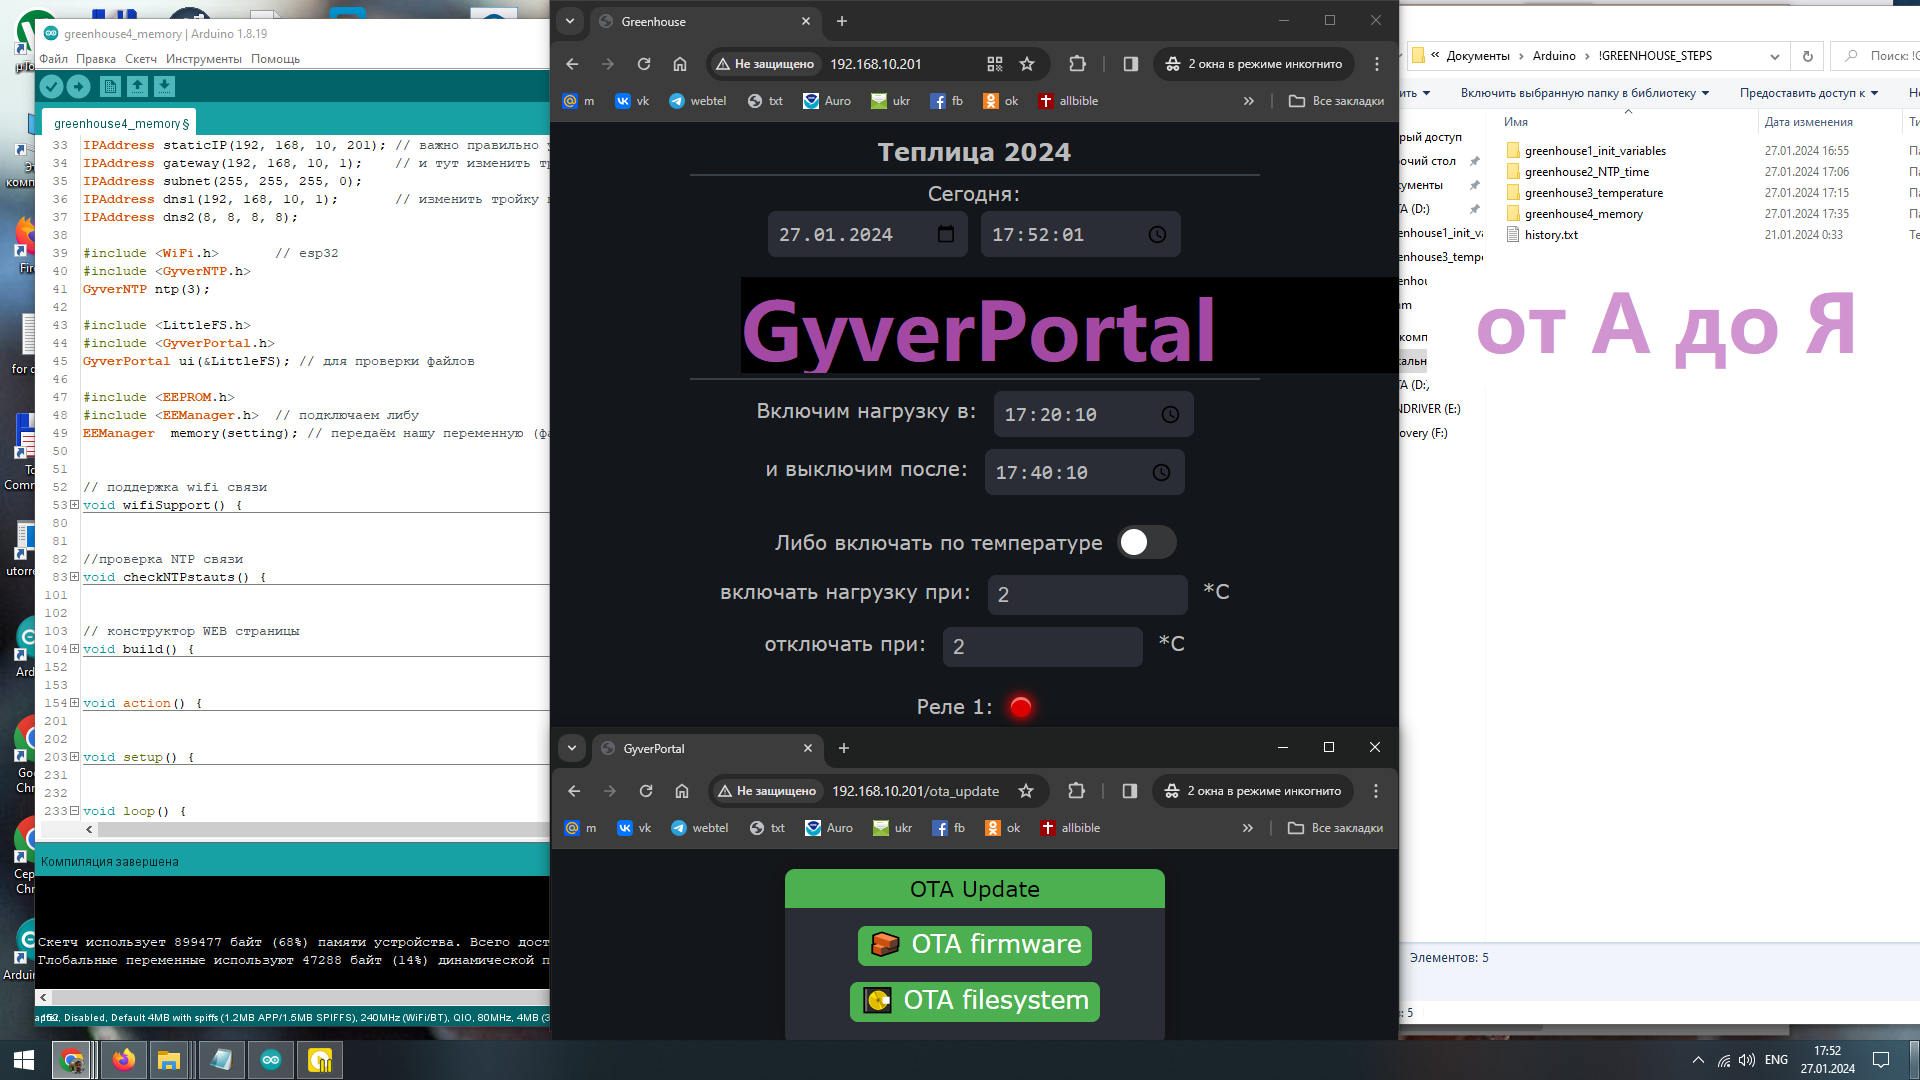 greenhouse4_memory | Arduino 1.8.19
Файл Правка Скетч Инструменты Помощь
greenhouse4_memory §
33 IPAddress staticIP(192, 168, 10, 201); // важно правильно
34 IPAddress gateway(192, 168, 10, 1); // и тут изменить
35 IPAddress subnet(255, 255, 255, 0);
36 IPAddress dns1(192, 168, 10, 1); // изменить тройку
37 IPAddress dns2(8, 8, 8, 8);
38
39 #include <WiFi.h> // esp32
40 #include <GyverNTP.h>
41 GyverNTP ntp(3);
42
43 #include <LittleFS.h>
44 #include <GyverPortal.h>
45 GyverPortal ui(&LittleFS); // для проверки файлов
46
47 #include <EEPROM.h>
48 #include <EEManager.h> // подключаем либу
49 EEManager memory(setting); // передаём нашу переменную
50
51
52 // поддержка wifi связи
53 void wifiSupport() {
80
81
82 //проверка NTP связи
83 void checkNTPstauts() {
101
102
103 // конструктор WEB страницы
104 void build() {
152
153
154 void action() {
201
202
203 void setup() {
231
232
233 void loop() {
Компиляция завершена
Скетч использует 899477 байт (68%) памяти устройства. Всего
Глобальные переменные используют 47288 байт (14%) динамической
Disabled, Default 4MB with spiffs (1.2MB APP/1.5MB SPIFFS), 240MHz (WiFi/BT), QIO, 80MHz, 4MB
Greenhouse
Не защищено 192.168.10.201
2 окна в режиме инкогнито
m vk webtel txt Auro ukr fb ok allbible » Все закладки
Теплица 2024
Сегодня:
27.01.2024 17:52:01
GyverPortal
от А до Я
Включим нагрузку в: 17:20:10
и выключим после: 17:40:10
Либо включать по температуре
включать нагрузку при: 2 *C
отключать при: 2 *C
Реле 1:
GyverPortal
Не защищено 192.168.10.201/ota_update
2 окна в режиме инкогнито
m vk webtel txt Auro ukr fb ok allbible » Все закладки
OTA Update
OTA firmware
OTA filesystem
« Документы › Arduino › !GREENHOUSE_STEPS
Поиск:
Включить выбранную папку в библиотеку Предоставить доступ к
Имя Дата изменения
greenhouse1_init_variables 27.01.2024 16:55
greenhouse2_NTP_time 27.01.2024 17:06
greenhouse3_temperature 27.01.2024 17:15
greenhouse4_memory 27.01.2024 17:35
history.txt 21.01.2024 0:33
Элементов: 5
ENG
17:52
27.01.2024